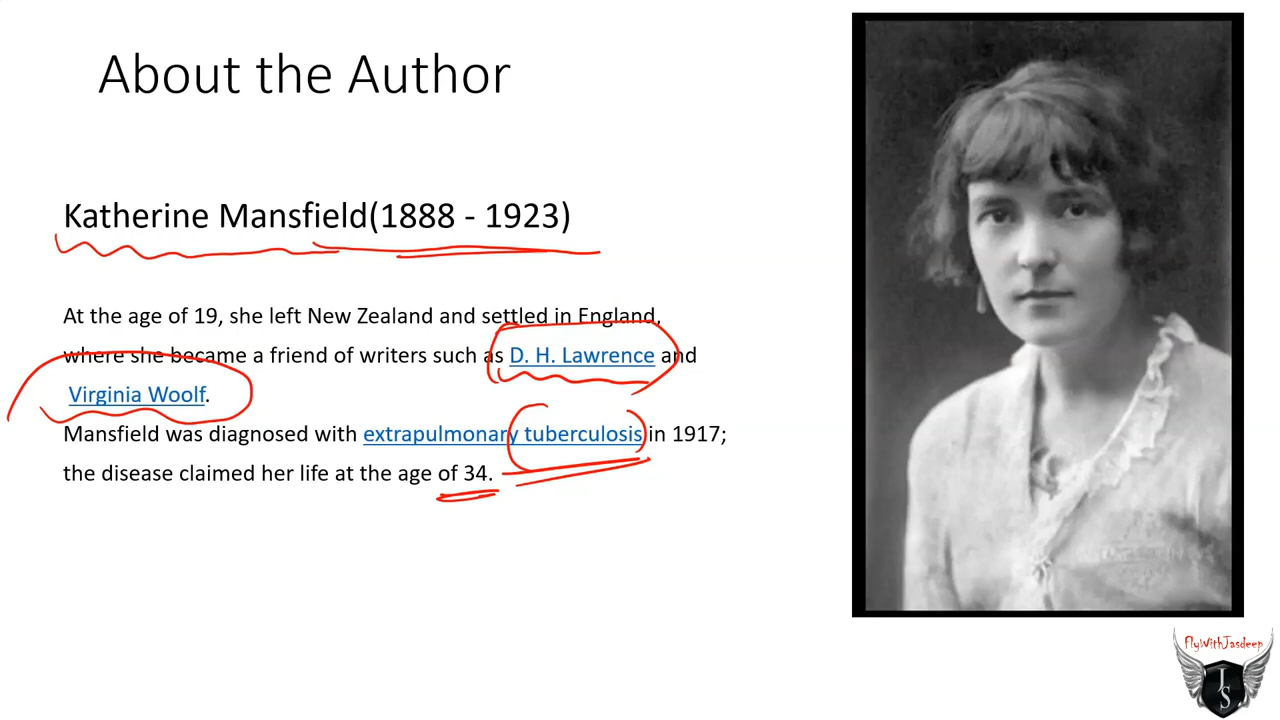 About the Author
Katherine Mansfield(1888 - 1923)
At the age of 19, she left New Zealand and settled in England,
where she became a friend of writers such as D. H. Lawrence and
Virginia Woolf.
Mansfield was diagnosed with extrapulmonary tuberculosis in 1917;
the disease claimed her life at the age of 34.
FlyWithJasdeep
JS